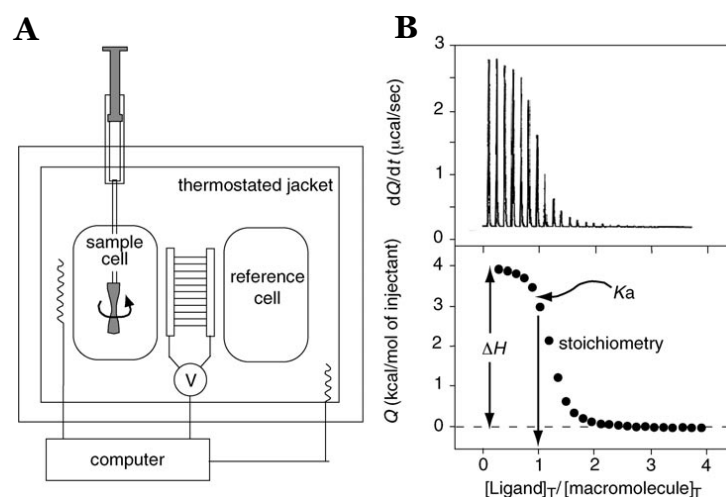 A
thermostated jacket
sample
cell
reference
cell
V
computer
B
dQ/dt (μcal/sec)
3
2
1
0
Q (kcal/mol of injectant)
4
3
2
1
0
Ka
ΔH
stoichiometry
0 1 2 3 4
[Ligand]T/[macromolecule]T